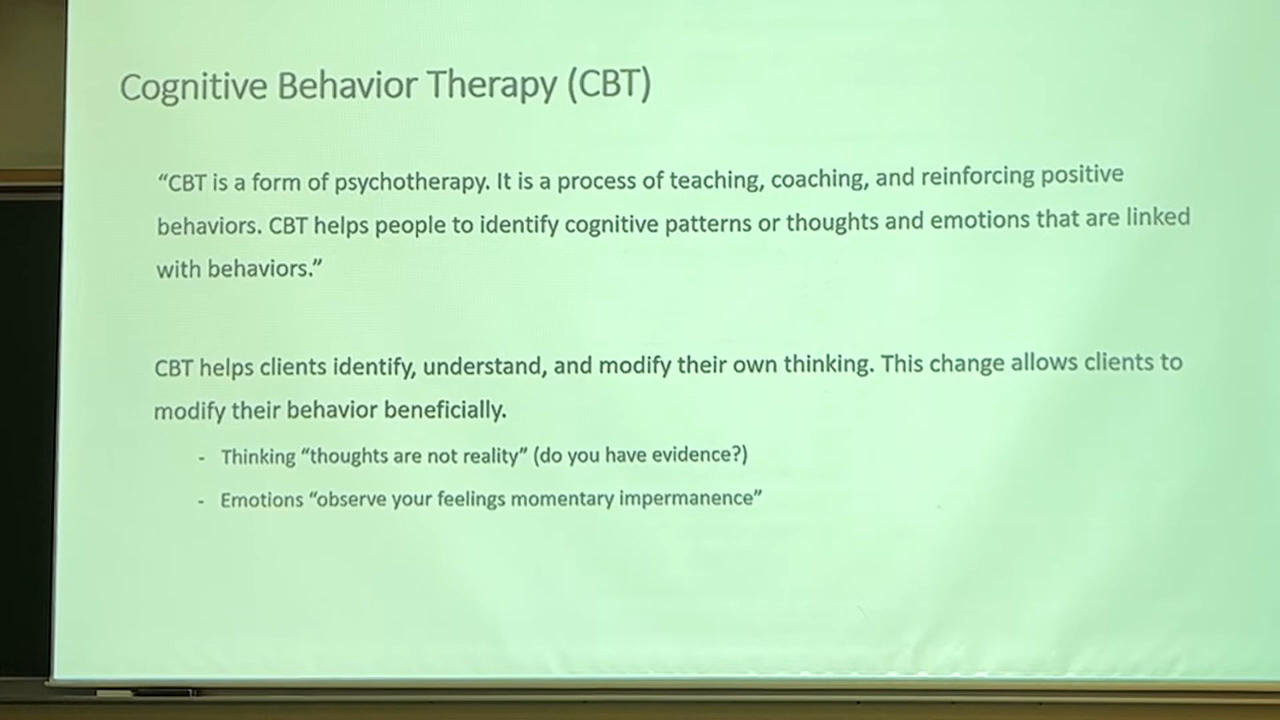 Cognitive Behavior Therapy (CBT)
“CBT is a form of psychotherapy. It is a process of teaching, coaching, and reinforcing positive
behaviors. CBT helps people to identify cognitive patterns or thoughts and emotions that are linked
with behaviors.”
CBT helps clients identify, understand, and modify their own thinking. This change allows clients to
modify their behavior beneficially.
- Thinking “thoughts are not reality” (do you have evidence?)
- Emotions “observe your feelings momentary impermanence”